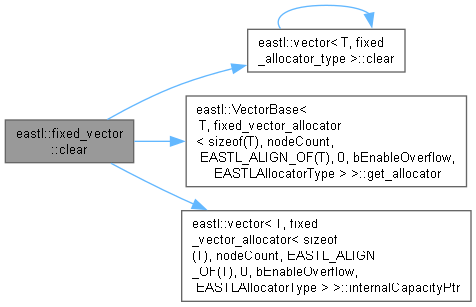 eastl::fixed_vector
::clear
eastl::vector< T, fixed
_allocator_type >::clear
eastl::VectorBase<
T, fixed_vector_allocator
< sizeof(T), nodeCount,
EASTL_ALIGN_OF(T), 0, bEnableOverflow,
EASTLAllocatorType > >::get_allocator
eastl::vector< T, fixed
_vector_allocator< sizeof
(T), nodeCount, EASTL_ALIGN
_OF(T), 0, bEnableOverflow,
EASTLAllocatorType > >::internalCapacityPtr